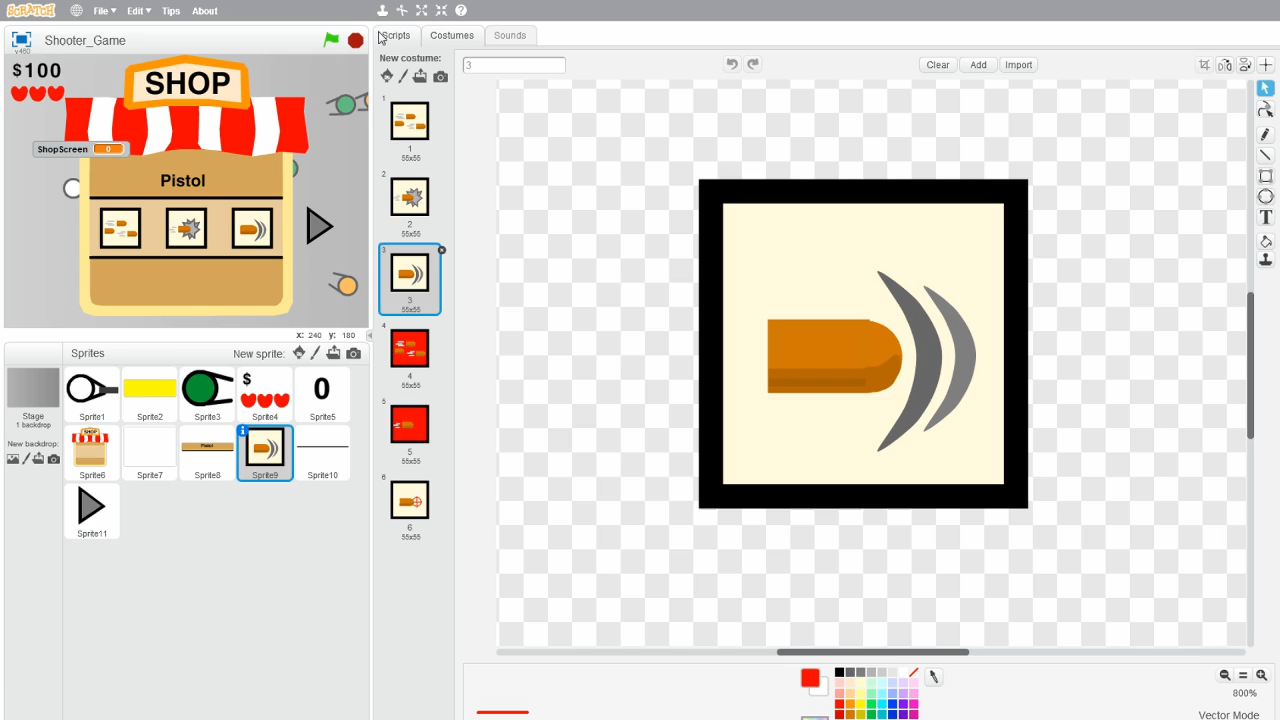 SCRATCH File Edit Tips About
v460 Shooter_Game Scripts Costumes Sounds
New costume: 3 Clear Add Import
$100
SHOP
ShopScreen 0
Pistol
x: 240 y: 180
Sprites New sprite:
Stage
1 backdrop
New backdrop:
Sprite1 Sprite2 Sprite3 $ Sprite4 0 Sprite5
SHOP Sprite6 Sprite7 Pistol Sprite8 Sprite9 Sprite10
Sprite11
1
1
55x55
2
2
55x55
3
3
55x55
4
4
55x55
5
5
55x55
6
6
55x55
T
800%
Vector Mode